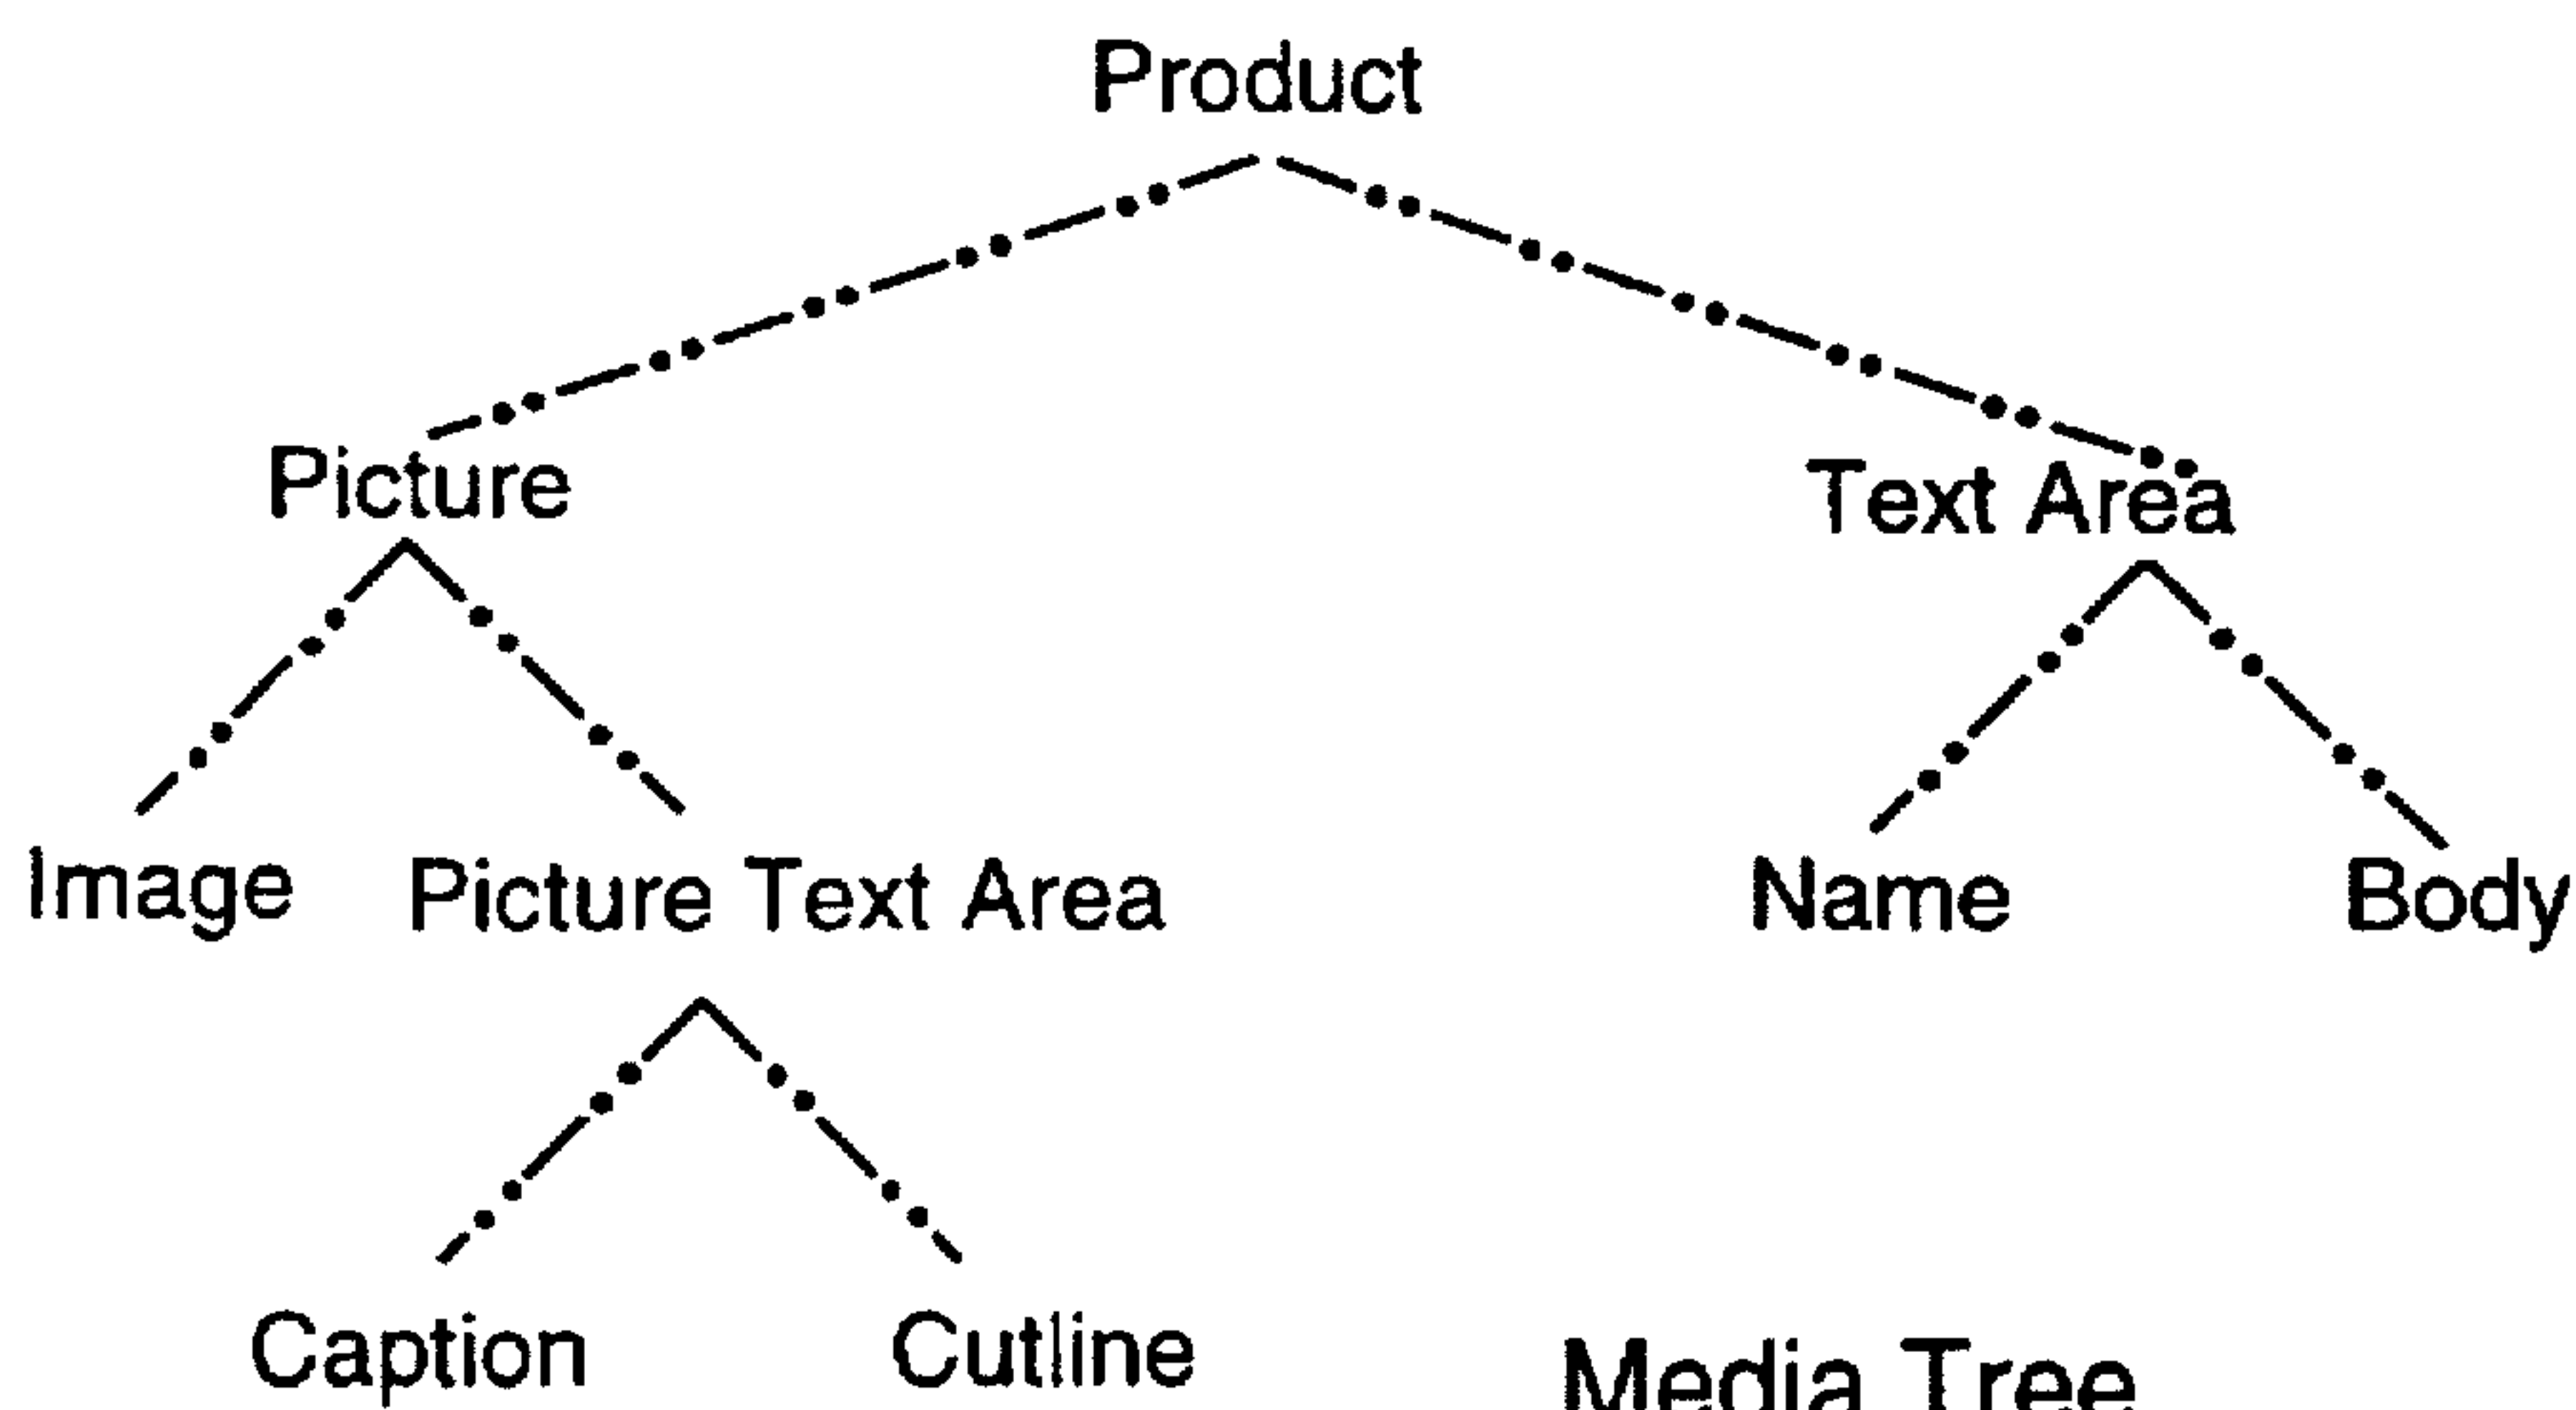 Product
Picture
Text Area
Image
Picture Text Area
Name
Body
Caption
Cutline
Media Tree